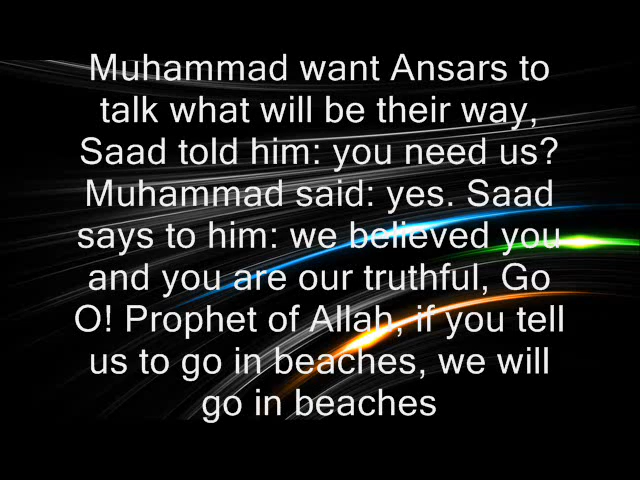 Muhammad want Ansars to
talk what will be their way,
Saad told him: you need us?
Muhammad said: yes. Saad
says to him: we believed you
and you are our truthful, Go
O! Prophet of Allah, if you tell
us to go in beaches, we will
go in beaches